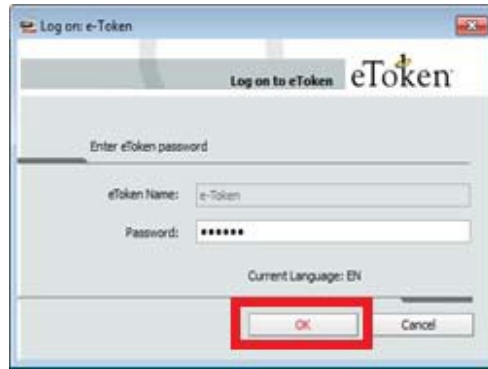 Log on: e-Token
Log on to eToken
eToken
Enter eToken password
eToken Name: e-Token
Password: ••••••
Current Language: EN
OK
Cancel